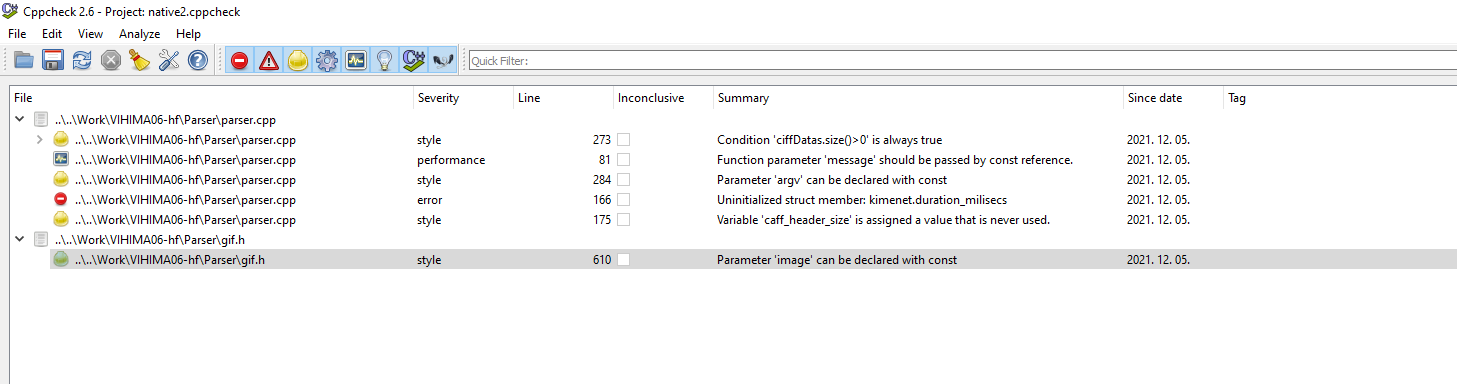 Cppcheck 2.6 - Project: native2.cppcheck
File Edit View Analyze Help
Quick Filter:
File Severity Line Inconclusive Summary Since date Tag
..\..\Work\VIHIMA06-hf\Parser\parser.cpp
..\..\Work\VIHIMA06-hf\Parser\parser.cpp style 273 Condition 'ciffDatas.size()>0' is always true 2021. 12. 05.
..\..\Work\VIHIMA06-hf\Parser\parser.cpp performance 81 Function parameter 'message' should be passed by const reference. 2021. 12. 05.
..\..\Work\VIHIMA06-hf\Parser\parser.cpp style 284 Parameter 'argv' can be declared with const 2021. 12. 05.
..\..\Work\VIHIMA06-hf\Parser\parser.cpp error 166 Uninitialized struct member: kimenet.duration_milisecs 2021. 12. 05.
..\..\Work\VIHIMA06-hf\Parser\parser.cpp style 175 Variable 'caff_header_size' is assigned a value that is never used. 2021. 12. 05.
..\..\Work\VIHIMA06-hf\Parser\gif.h
..\..\Work\VIHIMA06-hf\Parser\gif.h style 610 Parameter 'image' can be declared with const 2021. 12. 05.